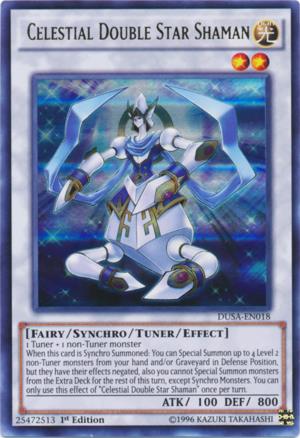 CELESTIAL DOUBLE STAR SHAMAN
光
DUSA-EN018
[FAIRY/SYNCHRO/TUNER/EFFECT]
1 Tuner + 1 non-Tuner monster
When this card is Synchro Summoned: You can Special Summon up to 4 Level 2
non-Tuner monsters from your hand and/or Graveyard in Defense Position,
but they have their effects negated, also you cannot Special Summon monsters
from the Extra Deck for the rest of this turn, except Synchro Monsters. You can
only use this effect of "Celestial Double Star Shaman" once per turn.
ATK/ 100 DEF/ 800
25472513 1st Edition ©1996 KAZUKI TAKAHASHI